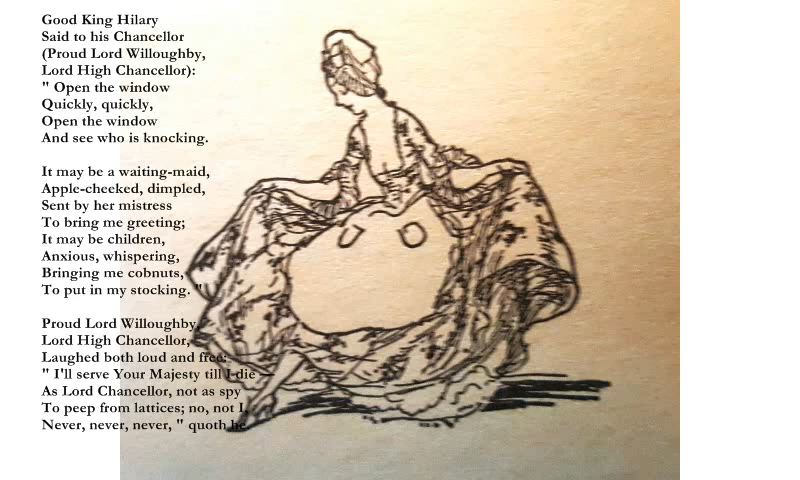 Good King Hilary
Said to his Chancellor
(Proud Lord Willoughby,
Lord High Chancellor):
" Open the window
Quickly, quickly,
Open the window
And see who is knocking.

It may be a waiting-maid,
Apple-cheeked, dimpled,
Sent by her mistress
To bring me greeting;
It may be children,
Anxious, whispering,
Bringing me cobnuts,
To put in my stocking. "

Proud Lord Willoughby,
Lord High Chancellor,
Laughed both loud and free:
" I'll serve Your Majesty till I die —
As Lord Chancellor, not as spy
To peep from lattices; no, not I,
Never, never, never, " quoth he.